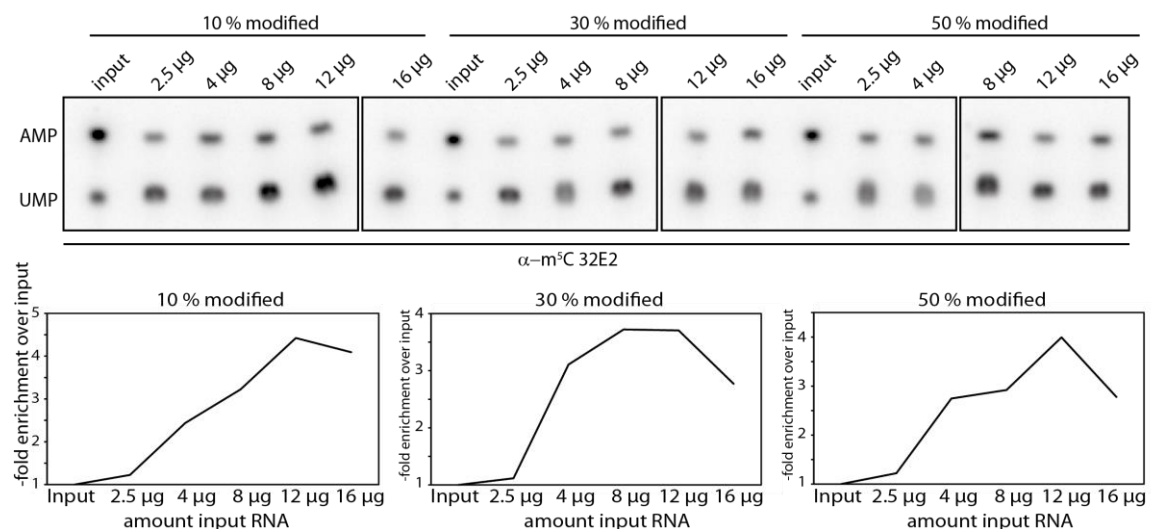 10 % modified 30 % modified 50 % modified
input 2.5 µg 4 µg 8 µg 12 µg 16 µg input 2.5 µg 4 µg 8 µg 12 µg 16 µg input 2.5 µg 4 µg 8 µg 12 µg 16 µg
AMP
UMP
α–m⁵C 32E2
10 % modified 30 % modified 50 % modified
-fold enrichment over input
5
4
3
2
1
Input 2.5 µg 4 µg 8 µg 12 µg 16 µg
amount input RNA
-fold enrichment over input
4
3
2
1
Input 2.5 µg 4 µg 8 µg 12 µg 16 µg
amount input RNA
-fold enrichment over input
4
3
2
1
Input 2.5 µg 4 µg 8 µg 12 µg 16 µg
amount input RNA